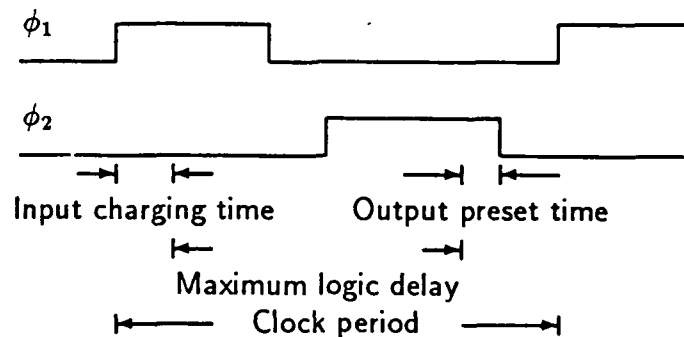 ϕ1
ϕ2
Input charging time Output preset time
Maximum logic delay
Clock period